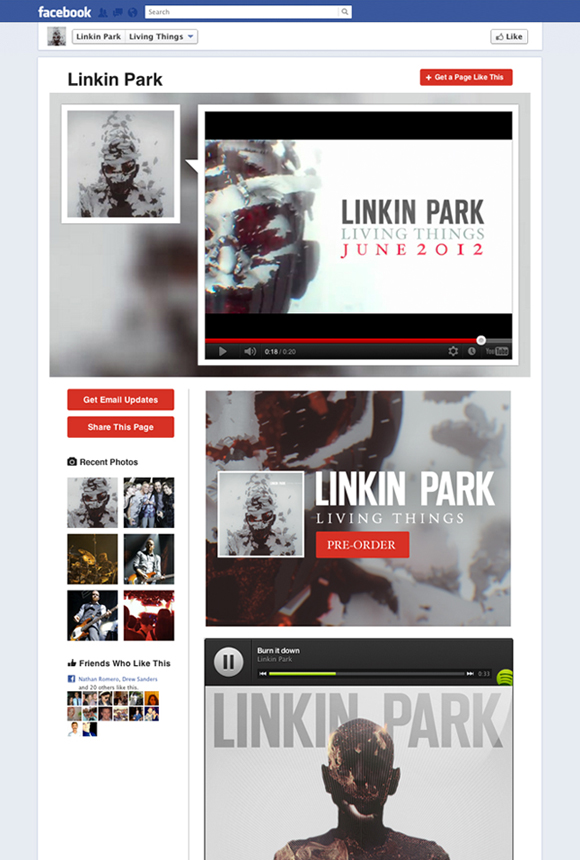 facebook
Search
Linkin Park
Living Things
Like
Linkin Park
+ Get a Page Like This
LINKIN PARK
LIVING THINGS
JUNE 2012
0:18 / 0:20
YouTube
Get Email Updates
Share This Page
Recent Photos
LINKIN PARK
LIVING THINGS
PRE-ORDER
Burn it down
Linkin Park
0:33
Friends Who Like This
Nathan Romero, Drew Sanders
and 20 others like this.
LINKIN PARK